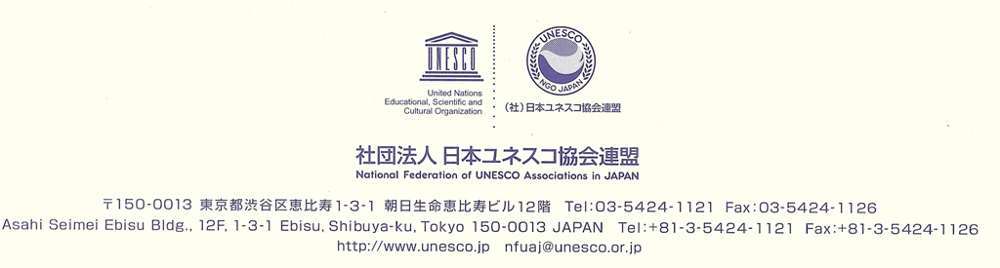 UNESCO
United Nations
Educational, Scientific and
Cultural Organization
UNESCO
NGO JAPAN
(社)日本ユネスコ協会連盟
社団法人 日本ユネスコ協会連盟
National Federation of UNESCO Associations in JAPAN
〒150-0013 東京都渋谷区恵比寿1-3-1 朝日生命恵比寿ビル12階 Tel:03-5424-1121 Fax:03-5424-1126
Asahi Seimei Ebisu Bldg., 12F, 1-3-1 Ebisu, Shibuya-ku, Tokyo 150-0013 JAPAN Tel:+81-3-5424-1121 Fax:+81-3-5424-1126
http://www.unesco.jp nfuaj@unesco.or.jp